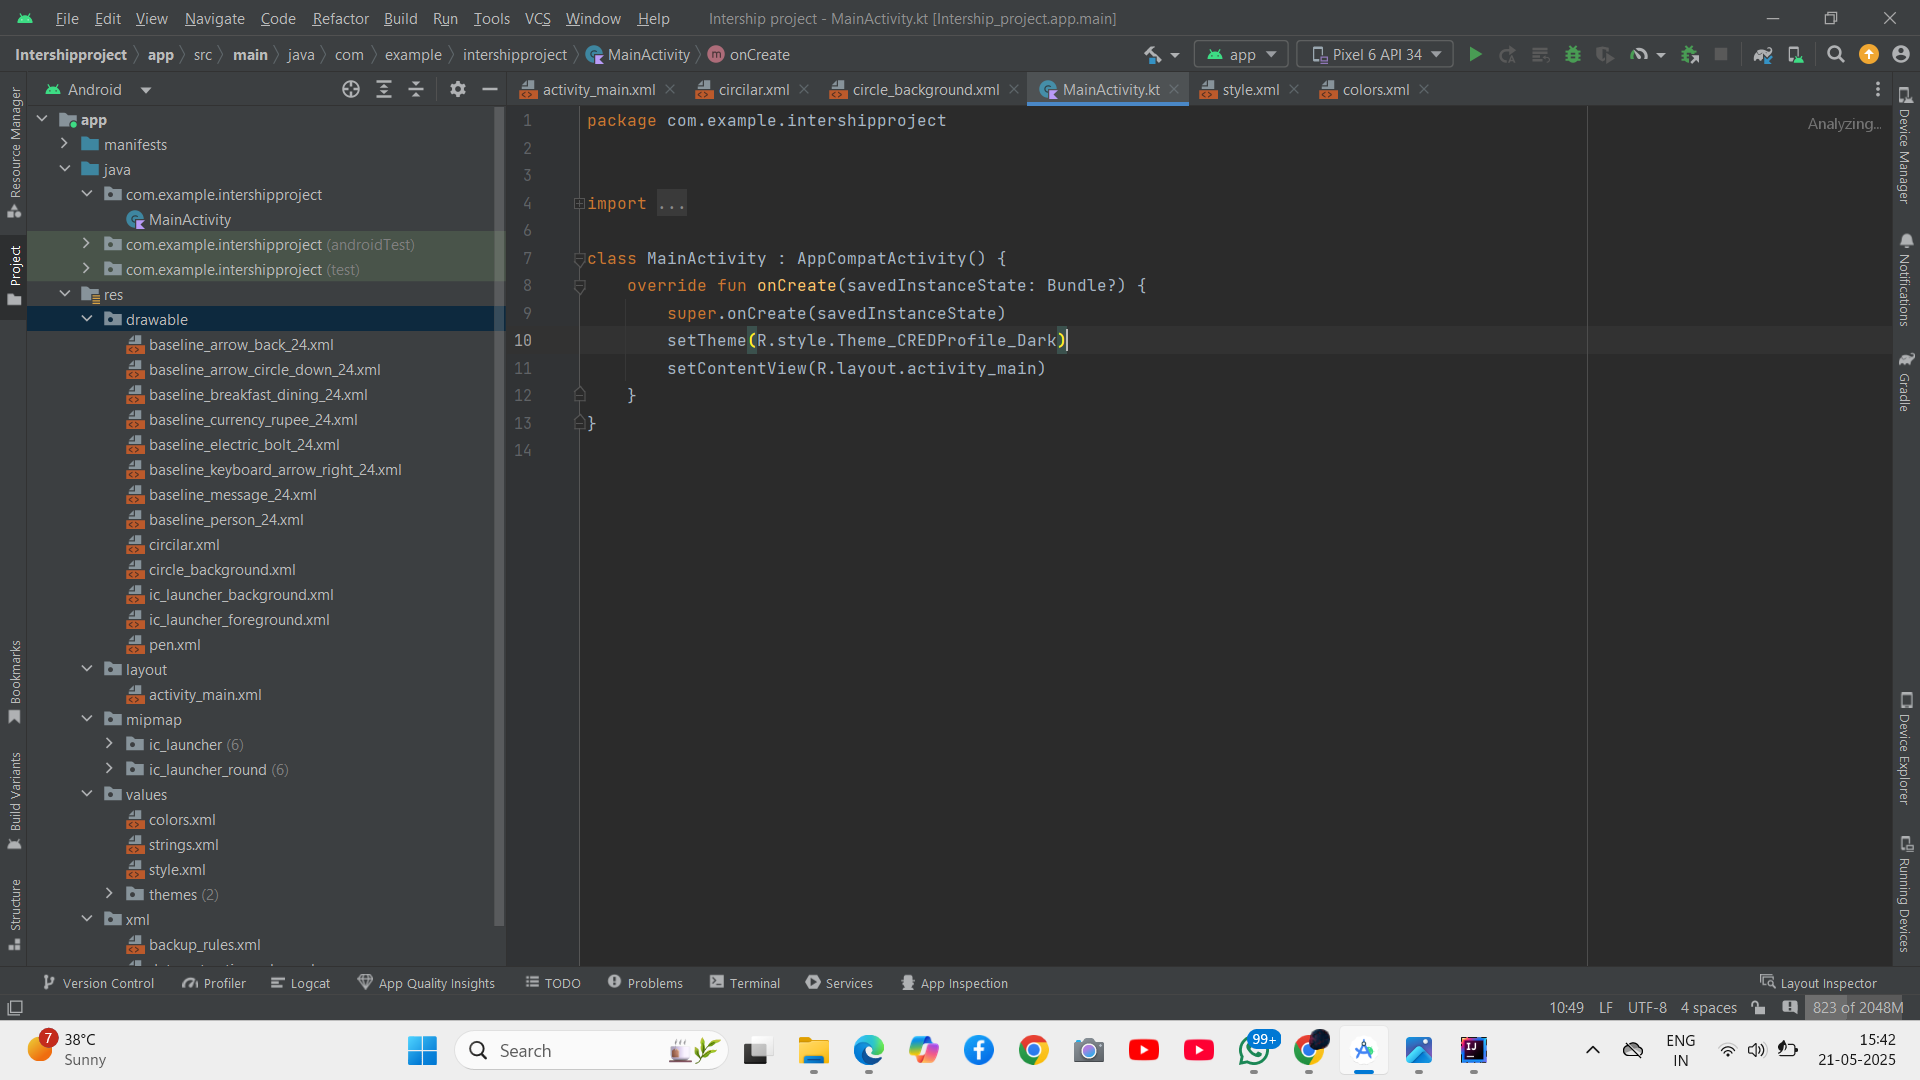 File Edit View Navigate Code Refactor Build Run Tools VCS Window Help Intership project - MainActivity.kt [Intership_project.app.main]
Intershipproject app src main java com example intershipproject MainActivity m onCreate app Pixel 6 API 34
Android activity_main.xml circilar.xml circle_background.xml MainActivity.kt style.xml colors.xml
Resource Manager
Project
Bookmarks
Build Variants
Structure
app
manifests
java
com.example.intershipproject
MainActivity
com.example.intershipproject (androidTest)
com.example.intershipproject (test)
res
drawable
baseline_arrow_back_24.xml
baseline_arrow_circle_down_24.xml
baseline_breakfast_dining_24.xml
baseline_currency_rupee_24.xml
baseline_electric_bolt_24.xml
baseline_keyboard_arrow_right_24.xml
baseline_message_24.xml
baseline_person_24.xml
circilar.xml
circle_background.xml
ic_launcher_background.xml
ic_launcher_foreground.xml
pen.xml
layout
activity_main.xml
mipmap
ic_launcher (6)
ic_launcher_round (6)
values
colors.xml
strings.xml
style.xml
themes (2)
xml
backup_rules.xml
1 package com.example.intershipproject
2
3
4 import ...
6
7 class MainActivity : AppCompatActivity() {
8 override fun onCreate(savedInstanceState: Bundle?) {
9 super.onCreate(savedInstanceState)
10 setTheme(R.style.Theme_CREDProfile_Dark)
11 setContentView(R.layout.activity_main)
12 }
13 }
14
Analyzing...
Device Manager
Notifications
Gradle
Device Explorer
Running Devices
Version Control Profiler Logcat App Quality Insights TODO Problems Terminal Services App Inspection Layout Inspector
10:49 LF UTF-8 4 spaces 823 of 2048M
7 38°C
Sunny
Search
99+
IJ
ENG
IN
15:42
21-05-2025